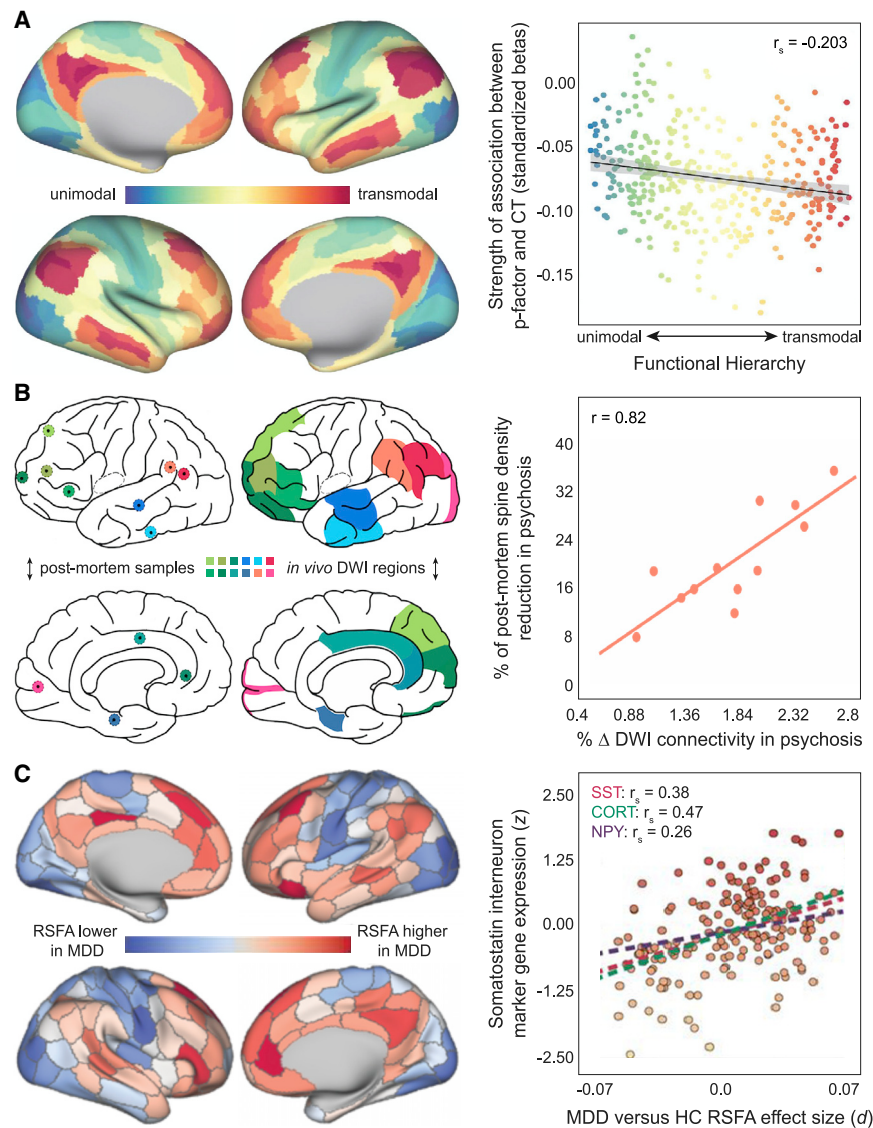 A
unimodal
transmodal
r_s = -0.203
Strength of association between
p-factor and CT (standardized betas)
0.00
-0.05
-0.10
-0.15
unimodal
transmodal
Functional Hierarchy
B
post-mortem samples
in vivo DWI regions
r = 0.82
% of post-mortem spine density
reduction in psychosis
40
32
24
16
8
0
0.4 0.88 1.36 1.84 2.32 2.8
% Δ DWI connectivity in psychosis
C
RSFA lower
in MDD
RSFA higher
in MDD
SST: r_s = 0.38
CORT: r_s = 0.47
NPY: r_s = 0.26
Somatostatin interneuron
marker gene expression (z)
2.50
1.25
0.00
-1.25
-2.50
-0.07 0.0 0.07
MDD versus HC RSFA effect size (d)